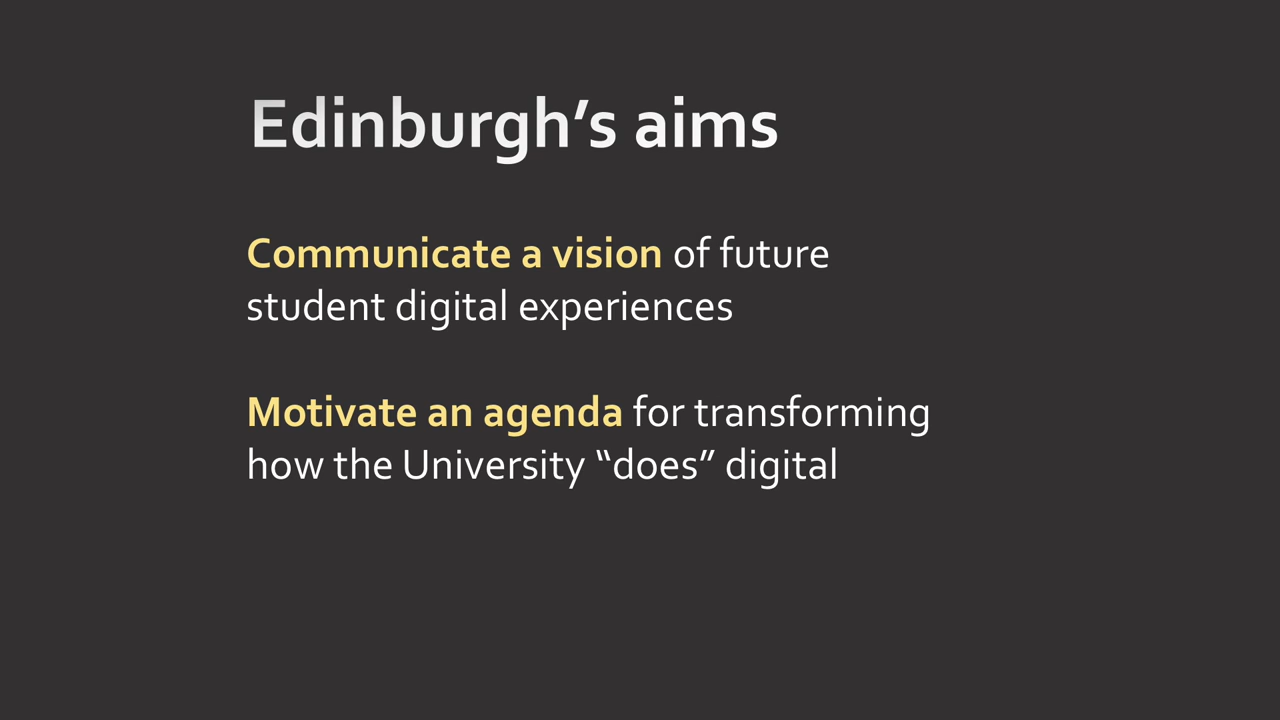 Edinburgh’s aims
Communicate a vision of future
student digital experiences
Motivate an agenda for transforming
how the University “does” digital